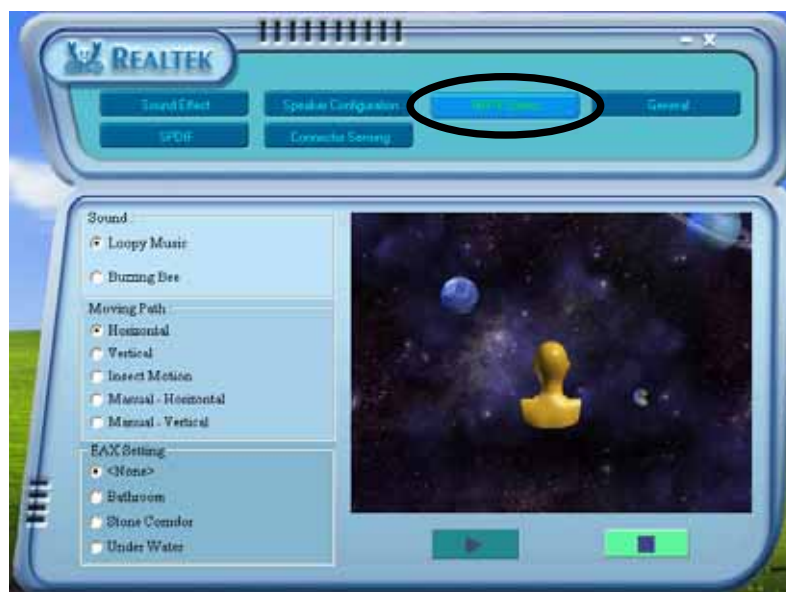 REALTEK
Sound Effect
Speaker Configuration
General
SPDIF
Connector Sensing
Sound
Loopy Music
Buzzing Bee
Moving Path
Horizontal
Vertical
Insect Motion
Manual - Horizontal
Manual - Vertical
EAX Setting
<None>
Bathroom
Stone Corridor
Under Water